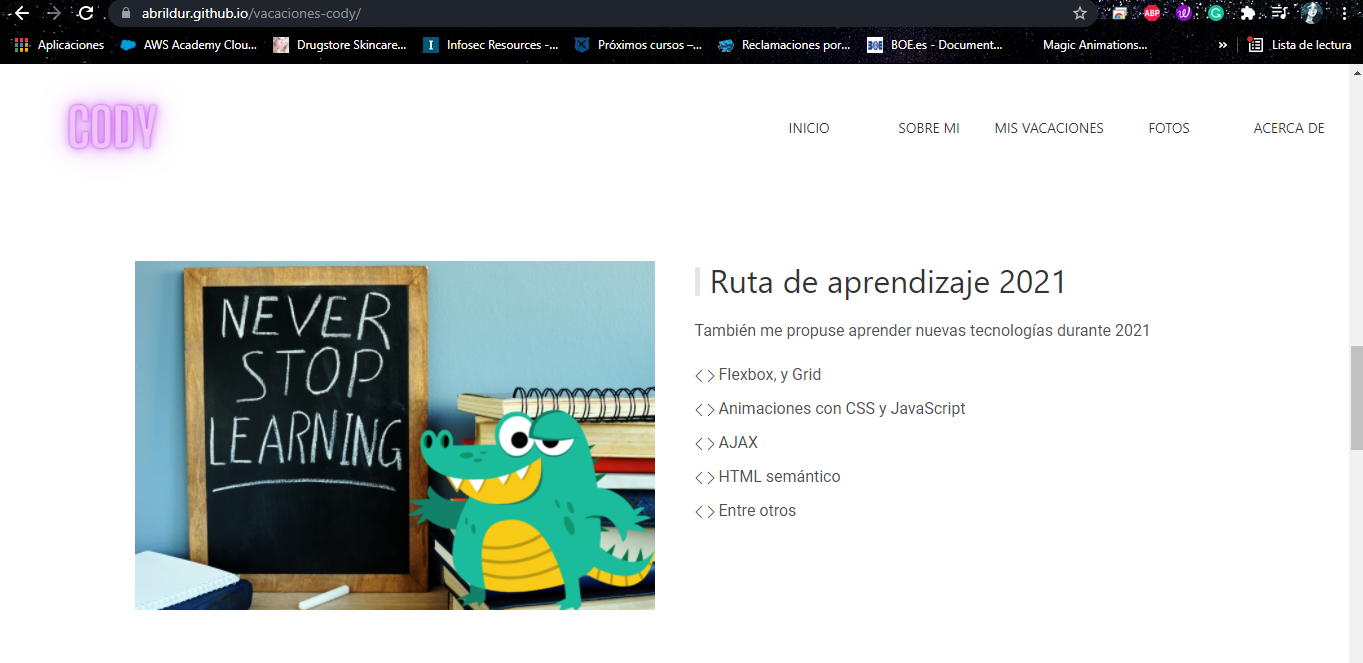 abrildur.github.io/vacaciones-cody/
ABP
Aplicaciones
AWS Academy Clou...
Drugstore Skincare...
I
Infosec Resources -...
Próximos cursos –...
Reclamaciones por...
BOE
BOE.es - Document...
Magic Animations...
»
Lista de lectura
CODY
INICIO
SOBRE MI
MIS VACACIONES
FOTOS
ACERCA DE
NEVER
STOP
LEARNING
Ruta de aprendizaje 2021
También me propuse aprender nuevas tecnologías durante 2021
< > Flexbox, y Grid
< > Animaciones con CSS y JavaScript
< > AJAX
< > HTML semántico
< > Entre otros